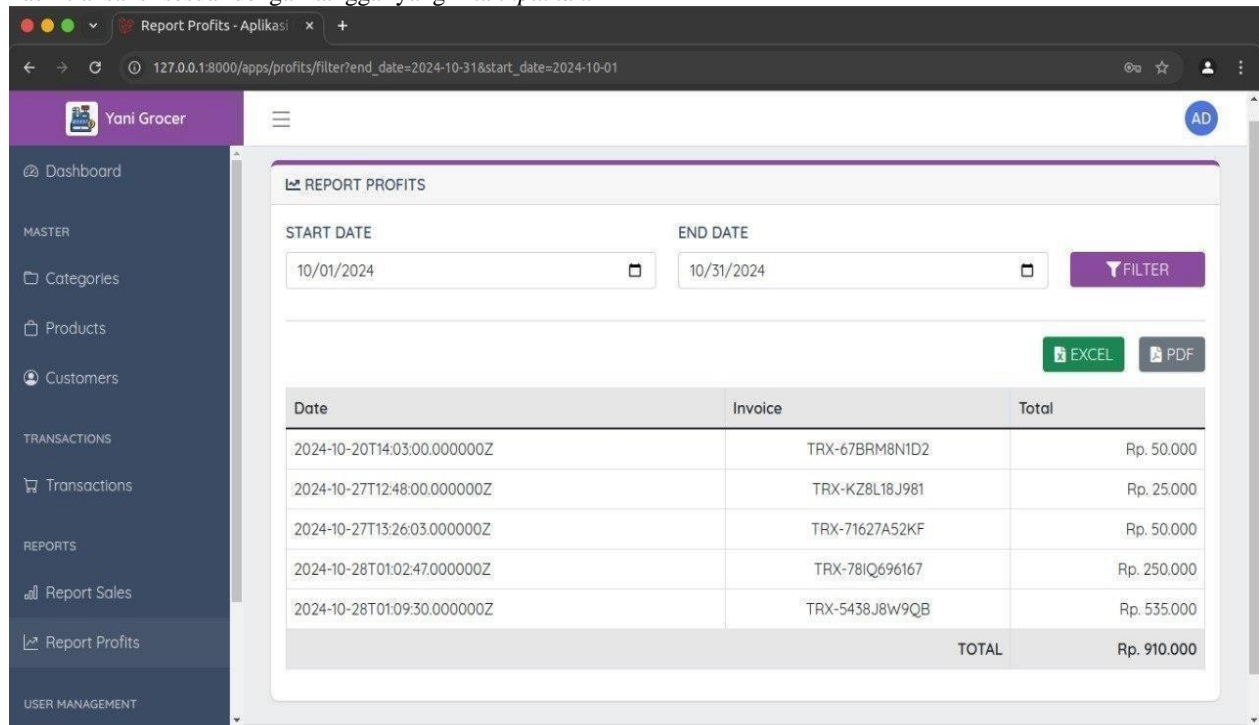 Report Profits - Aplikasi
127.0.0.1:8000/apps/profits/filter?end_date=2024-10-31&start_date=2024-10-01
Yani Grocer
AD
Dashboard
REPORT PROFITS
MASTER
START DATE END DATE
Categories
10/01/2024 10/31/2024 FILTER
Products
EXCEL PDF
Customers
Date Invoice Total
TRANSACTIONS
2024-10-20T14:03:00.000000Z TRX-67BRM8N1D2 Rp. 50.000
Transactions
2024-10-27T12:48:00.000000Z TRX-KZ8L18J981 Rp. 25.000
2024-10-27T13:26:03.000000Z TRX-71627A52KF Rp. 50.000
REPORTS
2024-10-28T01:02:47.000000Z TRX-78IQ696167 Rp. 250.000
Report Sales
2024-10-28T01:09:30.000000Z TRX-5438J8W9QB Rp. 535.000
Report Profits
TOTAL Rp. 910.000
USER MANAGEMENT